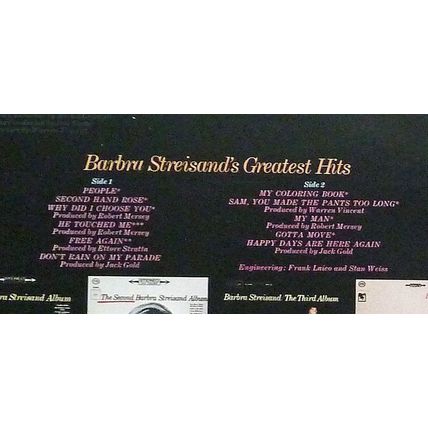 Barbra Streisand's Greatest Hits
Side 1
PEOPLE*
SECOND HAND ROSE*
WHY DID I CHOOSE YOU*
Produced by Robert Mersey
HE TOUCHED ME***
Produced by Robert Mersey
FREE AGAIN**
Produced by Ettore Stratta
DON'T RAIN ON MY PARADE
Produced by Jack Gold
Side 2
MY COLORING BOOK*
SAM, YOU MADE THE PANTS TOO LONG*
Produced by Warren Vincent
MY MAN*
Produced by Robert Mersey
GOTTA MOVE*
HAPPY DAYS ARE HERE AGAIN
Produced by Jack Gold
Engineering: Frank Laico and Stan Weiss
Streisand Album
The Second Barbra Streisand Album
Barbra Streisand. The Third Album